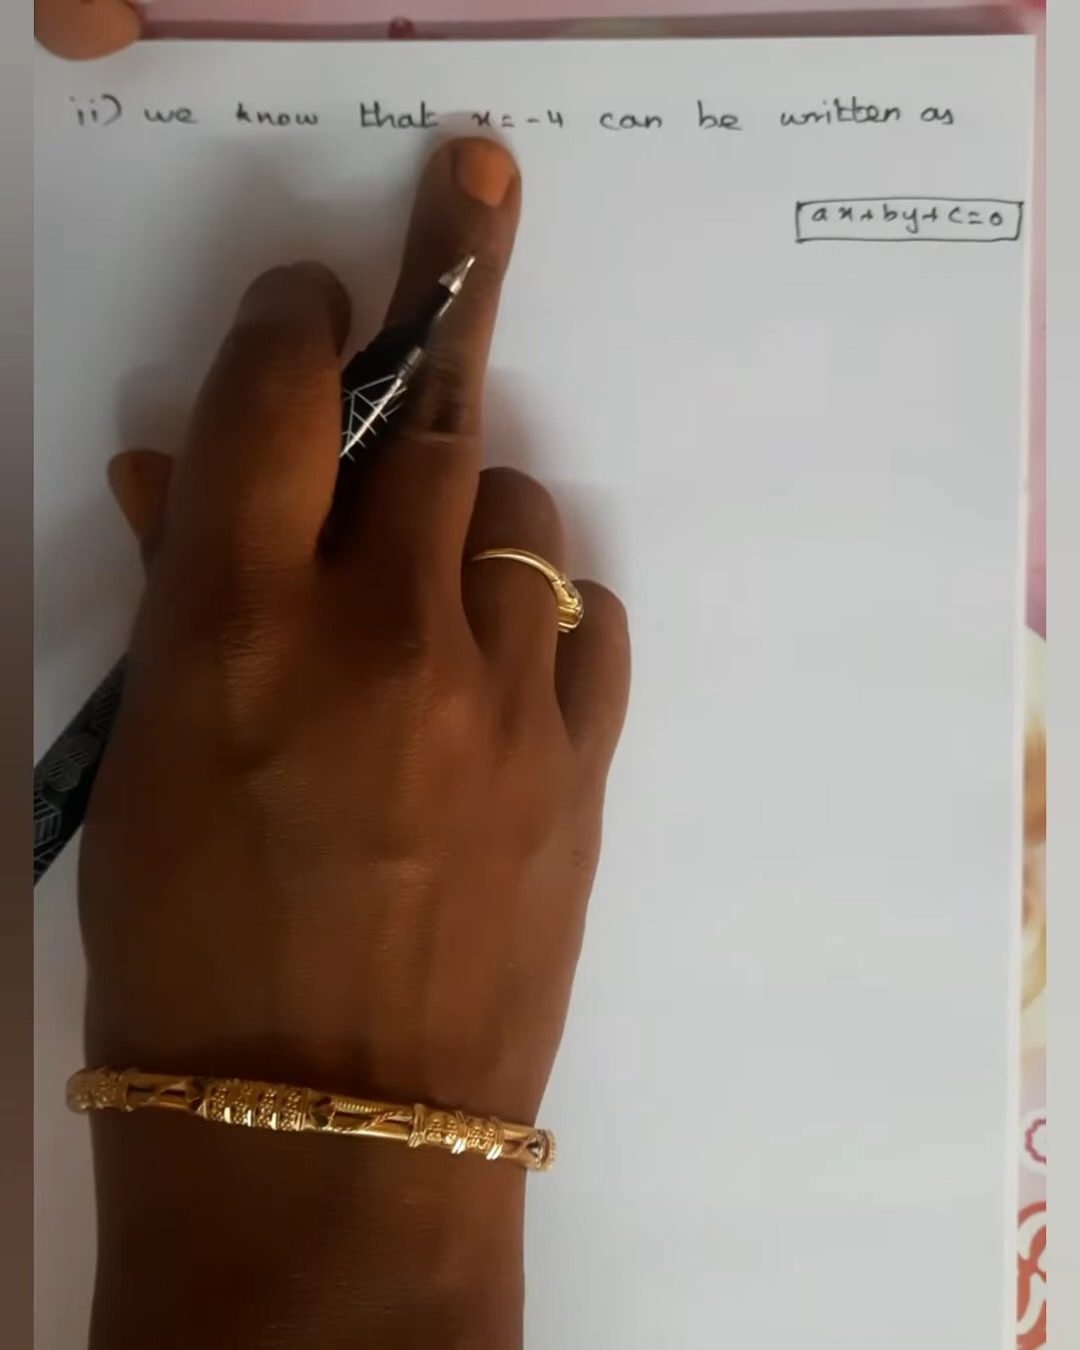 ii) we know that x = -4 can be written as
ax+by+c=0